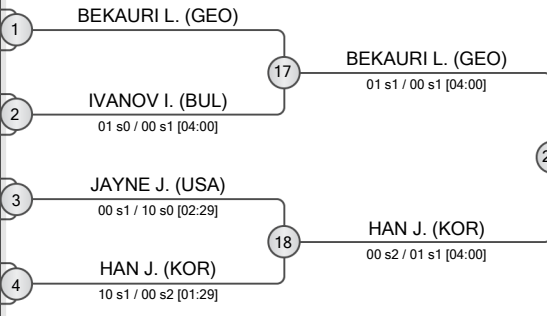 1
BEKAURI L. (GEO)
17
BEKAURI L. (GEO)
01 s1 / 00 s1 [04:00]
2
IVANOV I. (BUL)
01 s0 / 00 s1 [04:00]
2
3
JAYNE J. (USA)
00 s1 / 10 s0 [02:29]
18
HAN J. (KOR)
00 s2 / 01 s1 [04:00]
4
HAN J. (KOR)
10 s1 / 00 s2 [01:29]